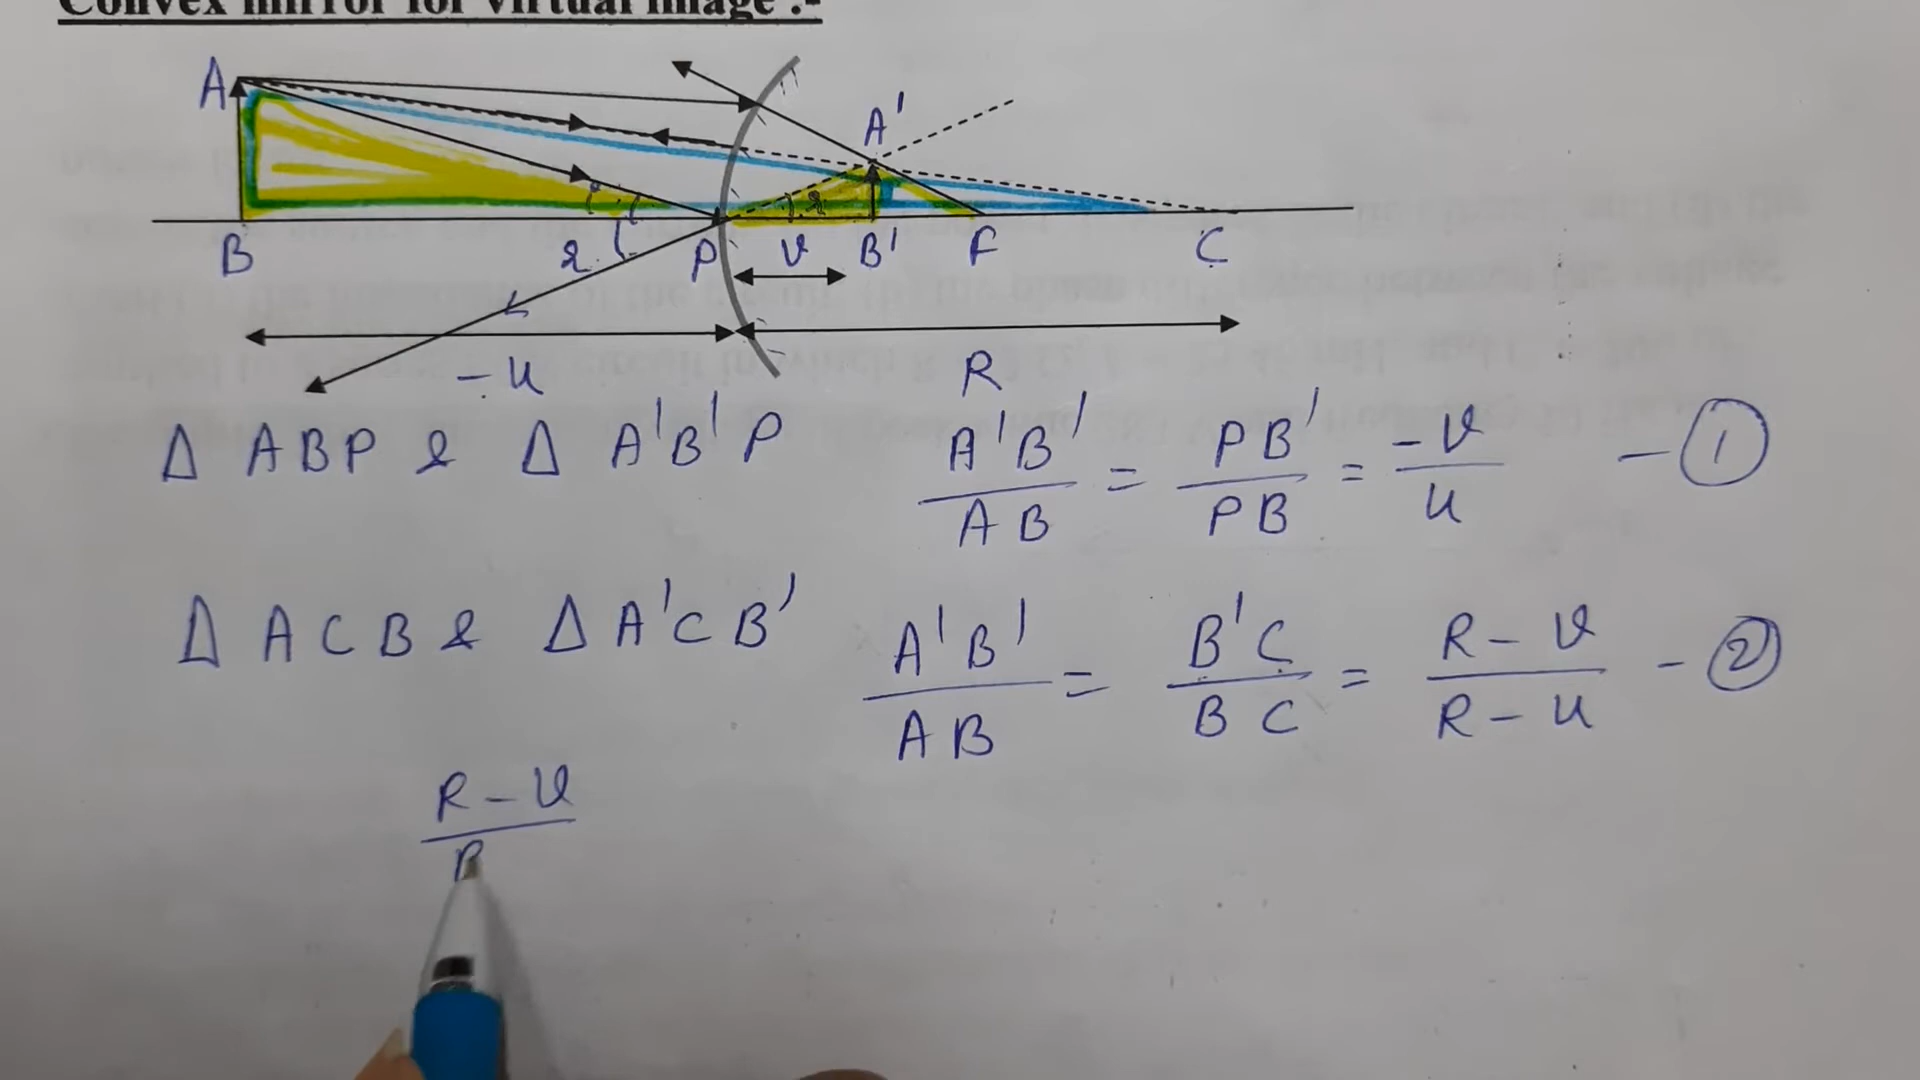 Convex mirror for virtual image :-
A
A'
B
r
P
v
B'
F
C
r
- u
R
Δ ABP & Δ A'B'P
A'B' / AB = PB' / PB = -v / u - ①
Δ ACB & Δ A'CB'
A'B' / AB = B'C / BC = R - v / R - u - ②
R - v